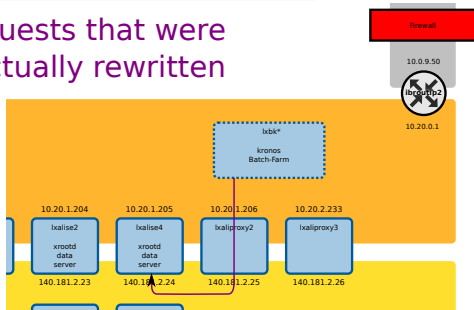 uests that were
ctually rewritten
Firewall
10.0.9.50
ibroutip2
10.20.0.1
lxbk*
kronos
Batch-Farm
10.20.1.204
10.20.1.205
10.20.1.206
10.20.2.233
lxalise2
lxalise4
lxaliproxy2
lxaliproxy3
xrootd
data
server
xrootd
data
server
140.181.2.23
140.181.2.24
140.181.2.25
140.181.2.26